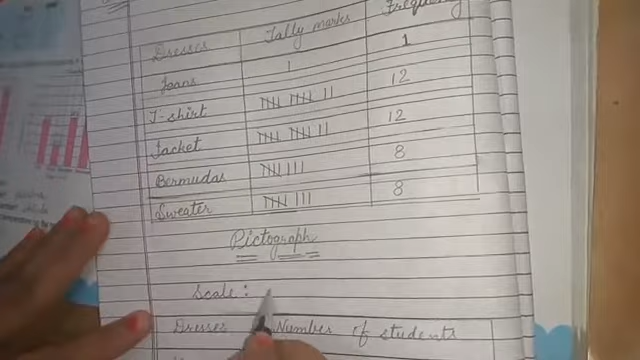 Dresses Tally marks Frequency
Jeans | 1
T-shirt 𝍸 𝍸 || 12
Jacket 𝍸 𝍸 || 12
Bermudas 𝍸 ||| 8
Sweater 𝍸 ||| 8
Pictograph
Scale :
Dresses Number of students